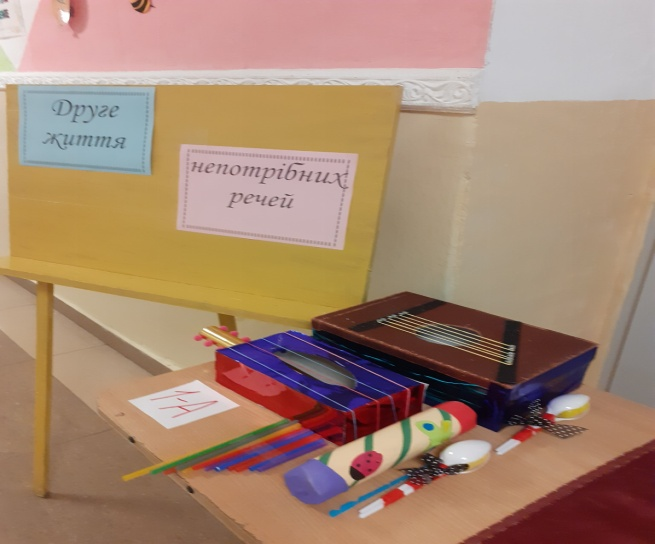 Друге
життя
непотрібних
речей
1-А